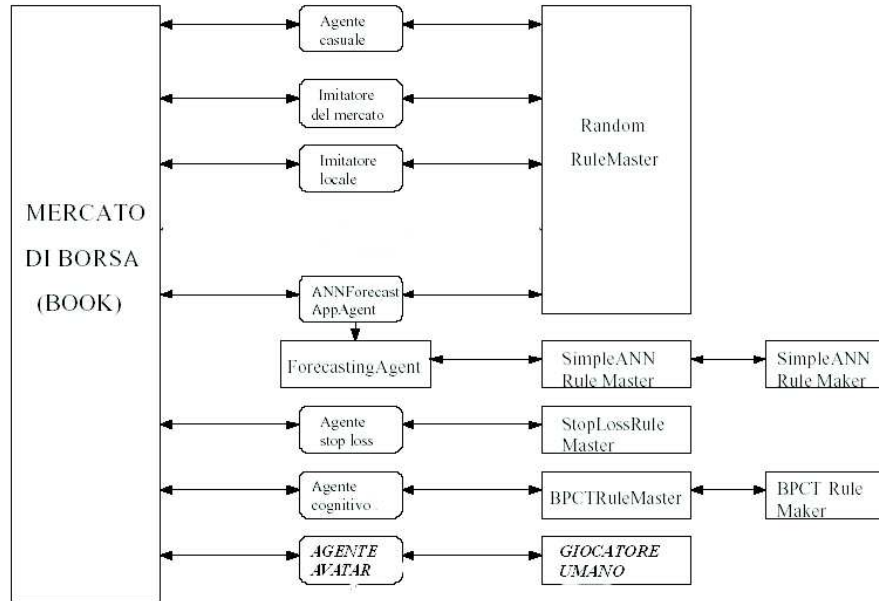 Agente
casuale
Imitatore
del mercato
Imitatore
locale
Random
RuleMaster
MERCATO
DI BORSA
(BOOK)
ANNForecast
AppAgent
ForecastingAgent
SimpleANN
Rule Master
SimpleANN
Rule Maker
Agente
stop loss
StopLossRule
Master
Agente
cognitivo
BPCTRuleMaster
BPCT Rule
Maker
AGENTE
AVATAR
GIOCATORE
UMANO